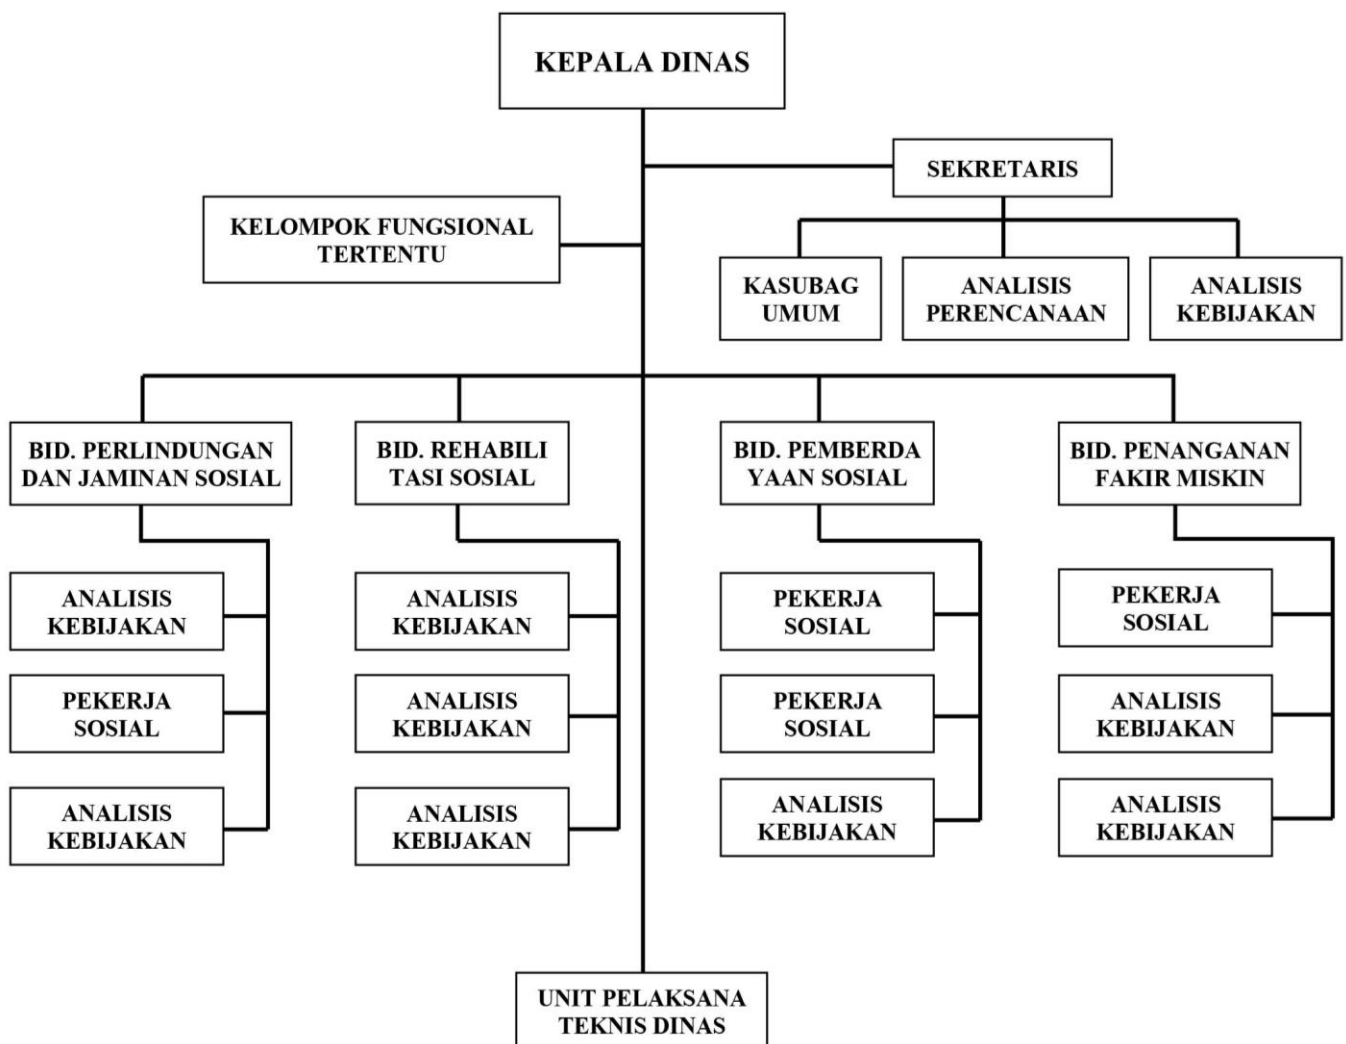 KEPALA DINAS
SEKRETARIS
KELOMPOK FUNGSIONAL
TERTENTU
KASUBAG
UMUM
ANALISIS
PERENCANAAN
ANALISIS
KEBIJAKAN
BID. PERLINDUNGAN
DAN JAMINAN SOSIAL
BID. REHABILI
TASI SOSIAL
BID. PEMBERDA
YAAN SOSIAL
BID. PENANGANAN
FAKIR MISKIN
ANALISIS
KEBIJAKAN
PEKERJA
SOSIAL
ANALISIS
KEBIJAKAN
ANALISIS
KEBIJAKAN
ANALISIS
KEBIJAKAN
ANALISIS
KEBIJAKAN
PEKERJA
SOSIAL
PEKERJA
SOSIAL
ANALISIS
KEBIJAKAN
PEKERJA
SOSIAL
ANALISIS
KEBIJAKAN
ANALISIS
KEBIJAKAN
UNIT PELAKSANA
TEKNIS DINAS